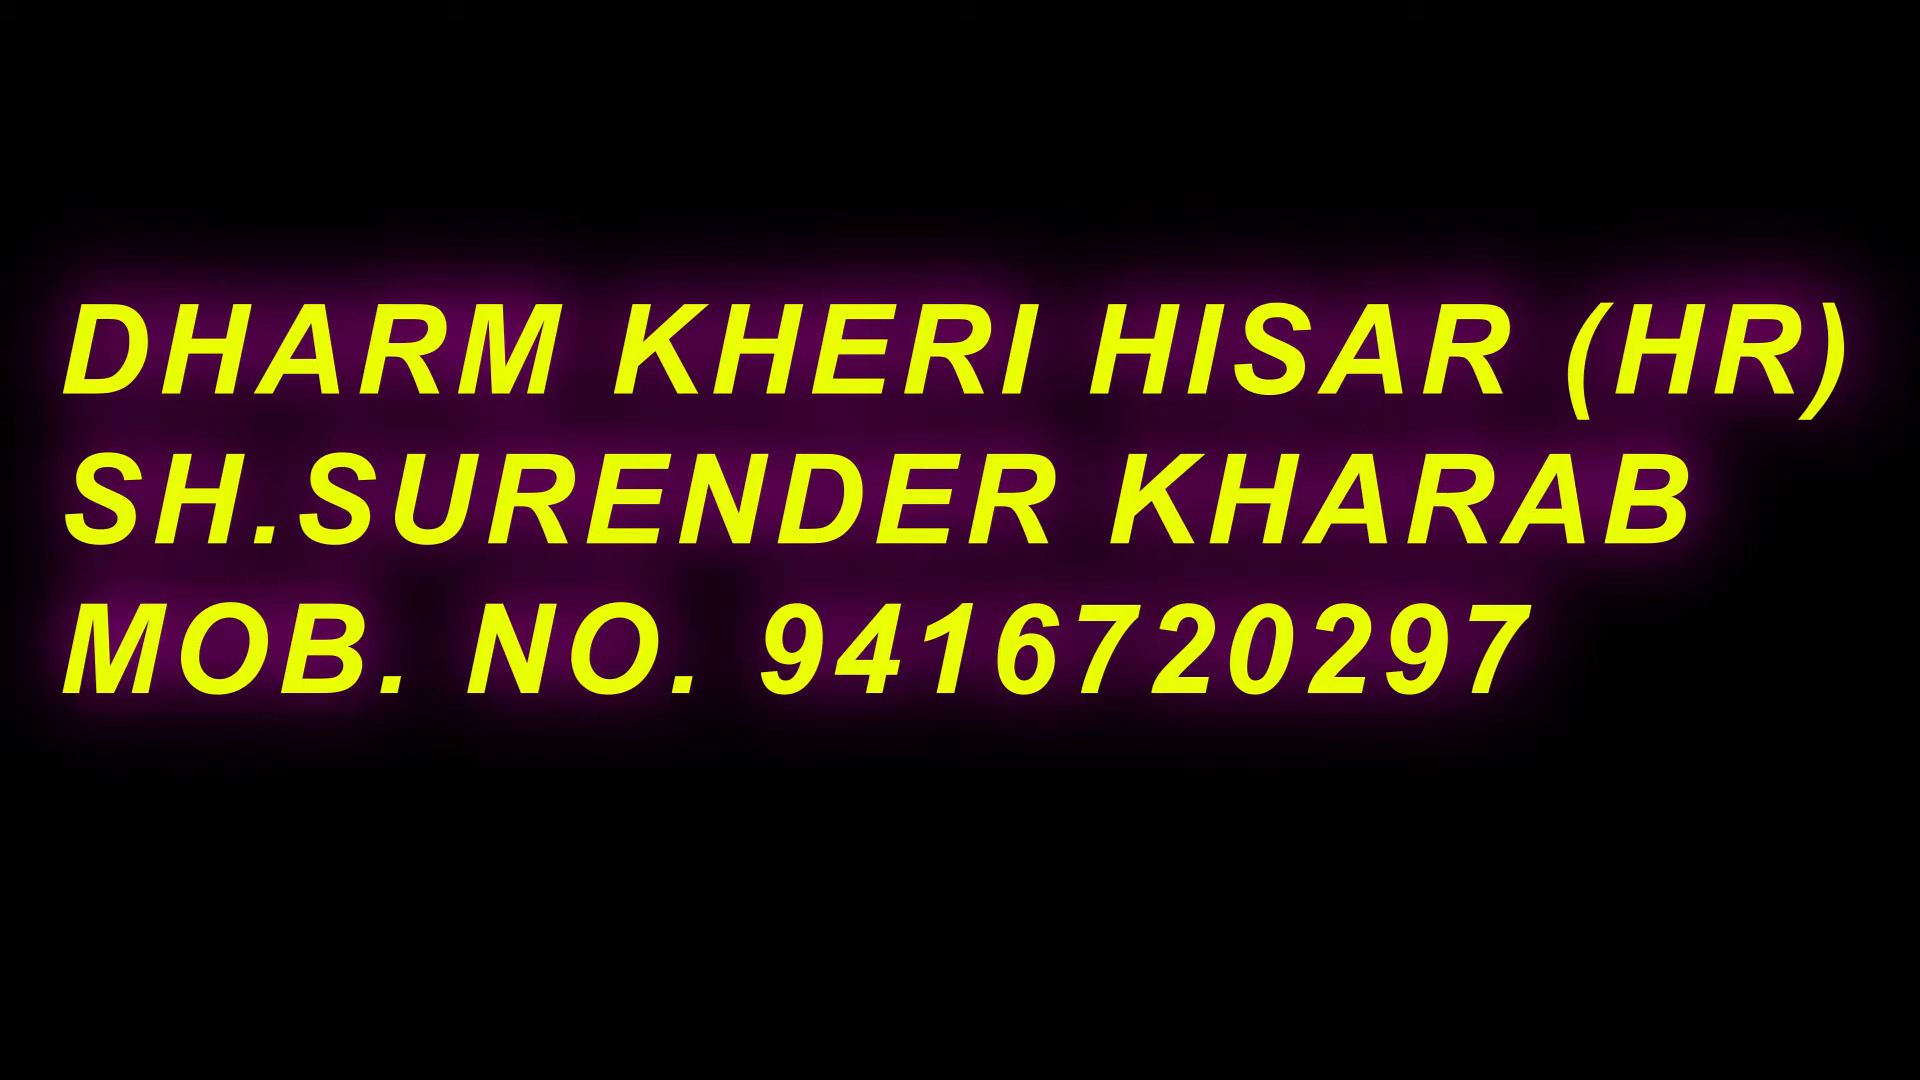 DHARM KHERI HISAR (HR)
SH.SURENDER KHARAB
MOB. NO. 9416720297